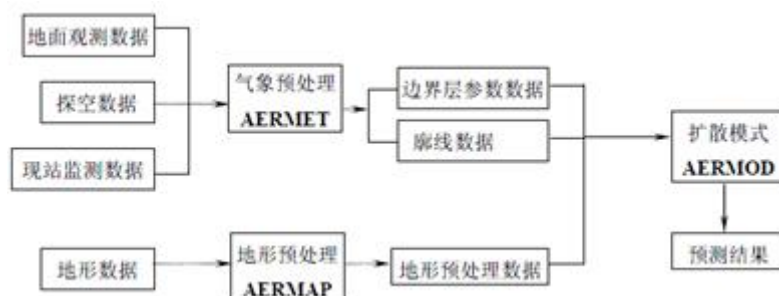 地面观测数据
探空数据
现站监测数据
气象预处理
AERMET
边界层参数数据
廓线数据
扩散模式
AERMOD
预测结果
地形数据
地形预处理
AERMAP
地形预处理数据